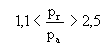 1,1 < p_r / p_a > 2,5